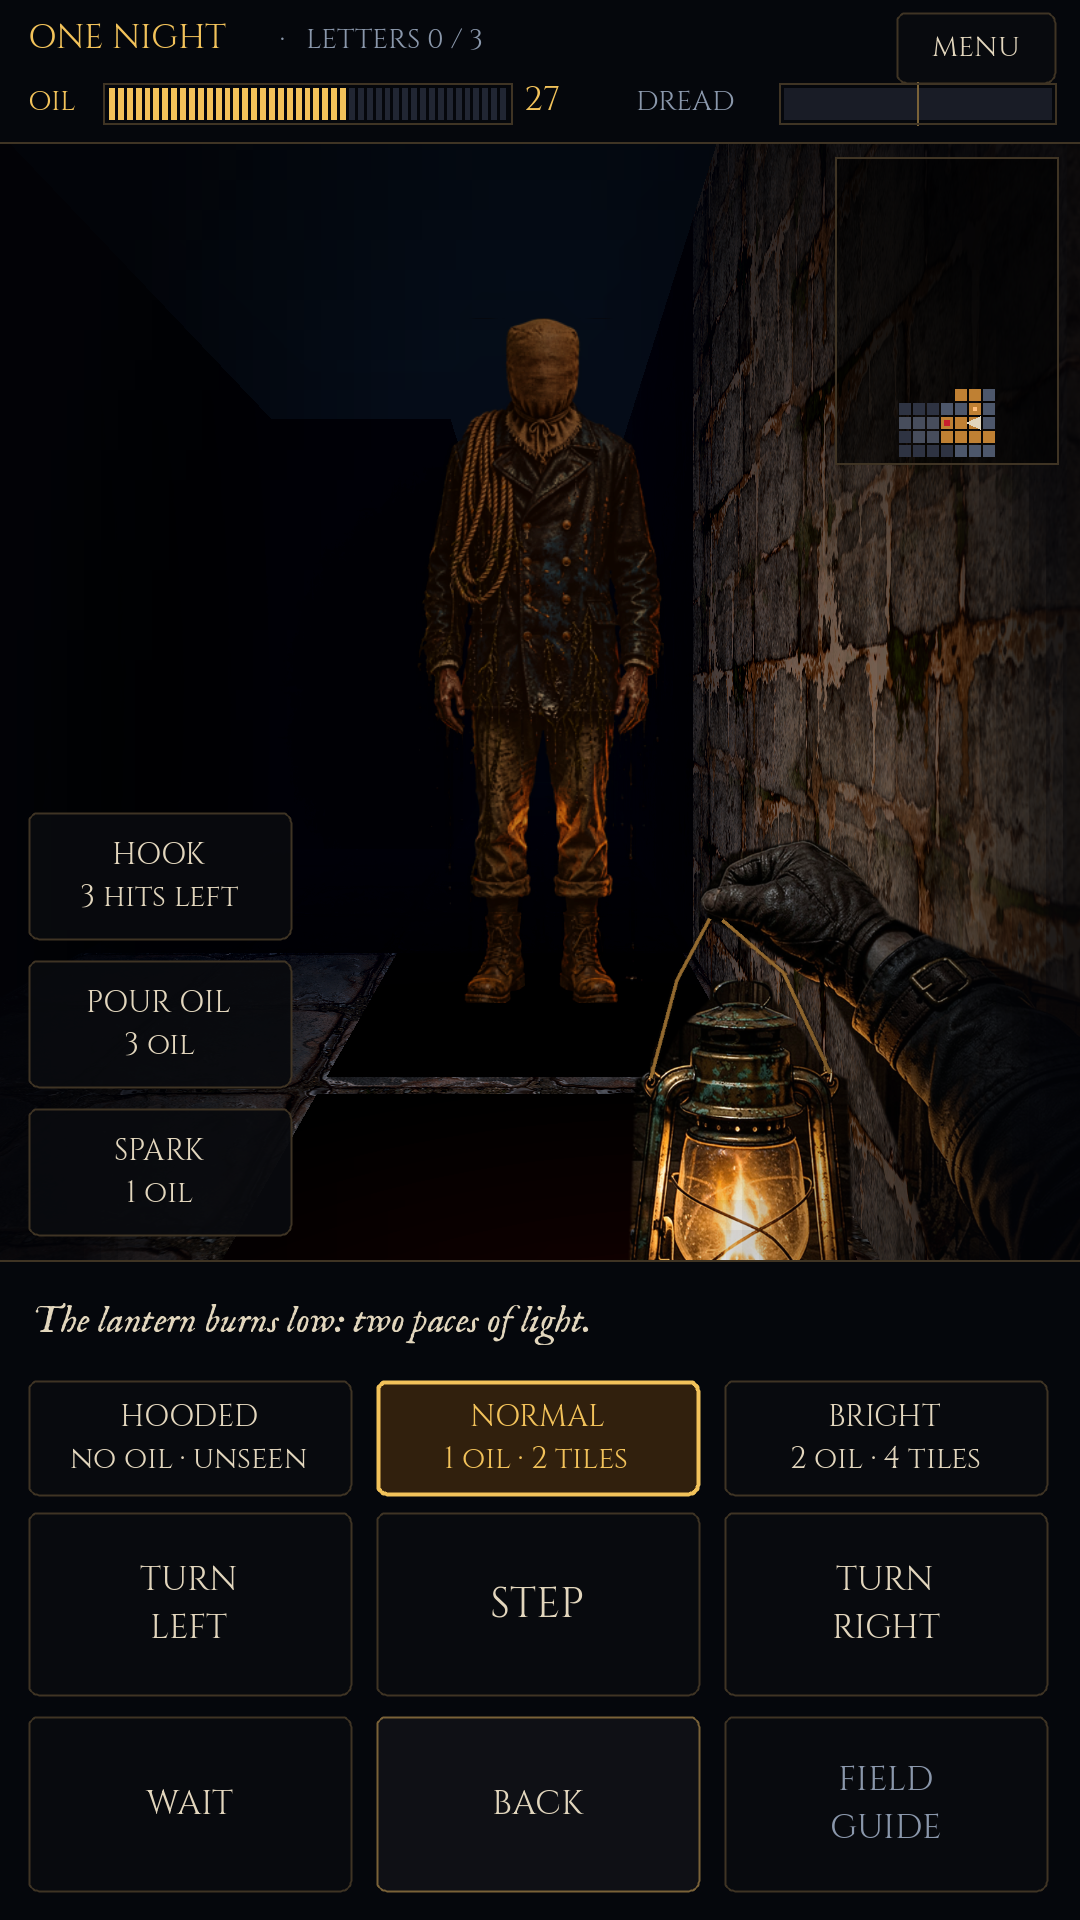 ONE NIGHT · LETTERS 0 / 3
MENU
OIL 27 DREAD
HOOK
3 HITS LEFT
POUR OIL
3 OIL
SPARK
1 OIL
The lantern burns low: two paces of light.
HOODED
NO OIL · UNSEEN
NORMAL
1 OIL · 2 TILES
BRIGHT
2 OIL · 4 TILES
TURN
LEFT
STEP
TURN
RIGHT
WAIT
BACK
FIELD
GUIDE